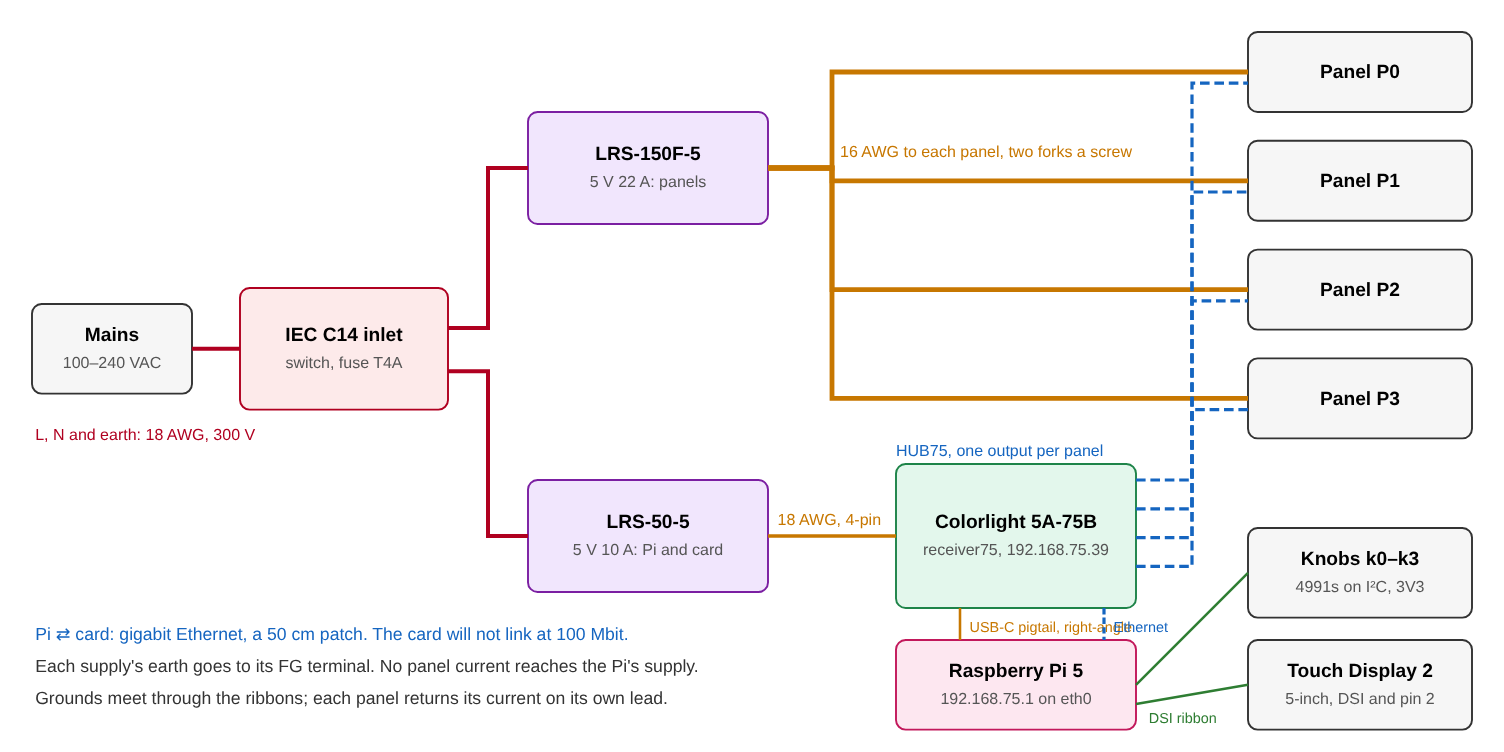 Panel P0
LRS-150F-5
5 V 22 A: panels
16 AWG to each panel, two forks a screw
Panel P1
Panel P2
Mains
100–240 VAC
IEC C14 inlet
switch, fuse T4A
Panel P3
L, N and earth: 18 AWG, 300 V
HUB75, one output per panel
LRS-50-5
5 V 10 A: Pi and card
18 AWG, 4-pin
Colorlight 5A-75B
receiver75, 192.168.75.39
Knobs k0–k3
4991s on I²C, 3V3
USB-C pigtail, right-angle
Ethernet
Pi ⇄ card: gigabit Ethernet, a 50 cm patch. The card will not link at 100 Mbit.
Each supply's earth goes to its FG terminal. No panel current reaches the Pi's supply.
Grounds meet through the ribbons; each panel returns its current on its own lead.
Raspberry Pi 5
192.168.75.1 on eth0
DSI ribbon
Touch Display 2
5-inch, DSI and pin 2